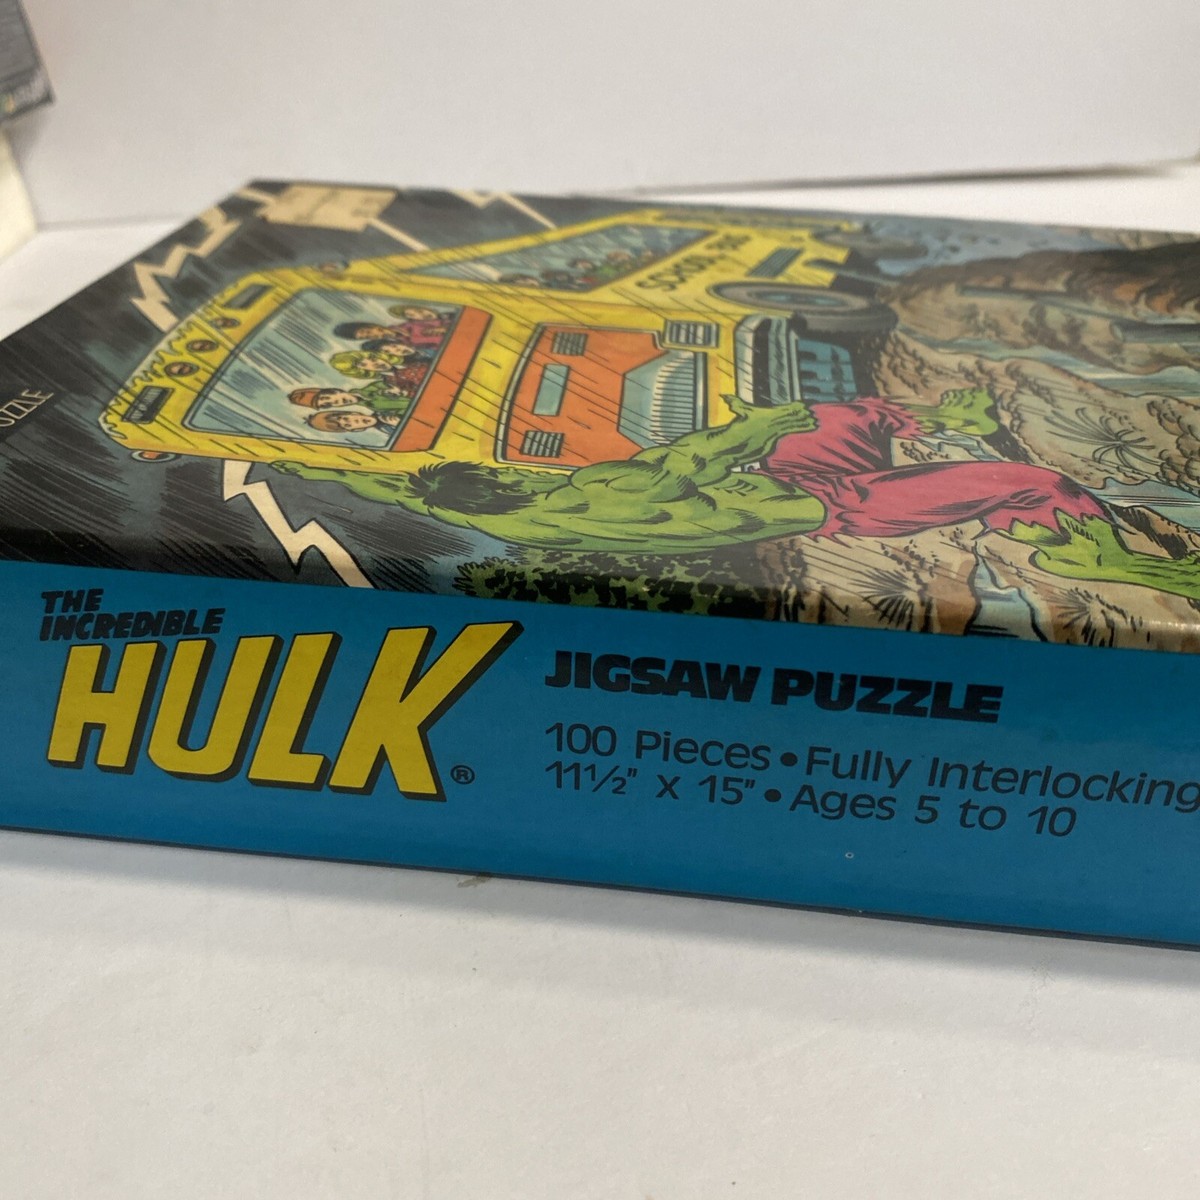 SCHOOL BUS
THE
INCREDIBLE
HULK®
JIGSAW PUZZLE
100 Pieces • Fully Interlocking
11½" X 15" • Ages 5 to 10